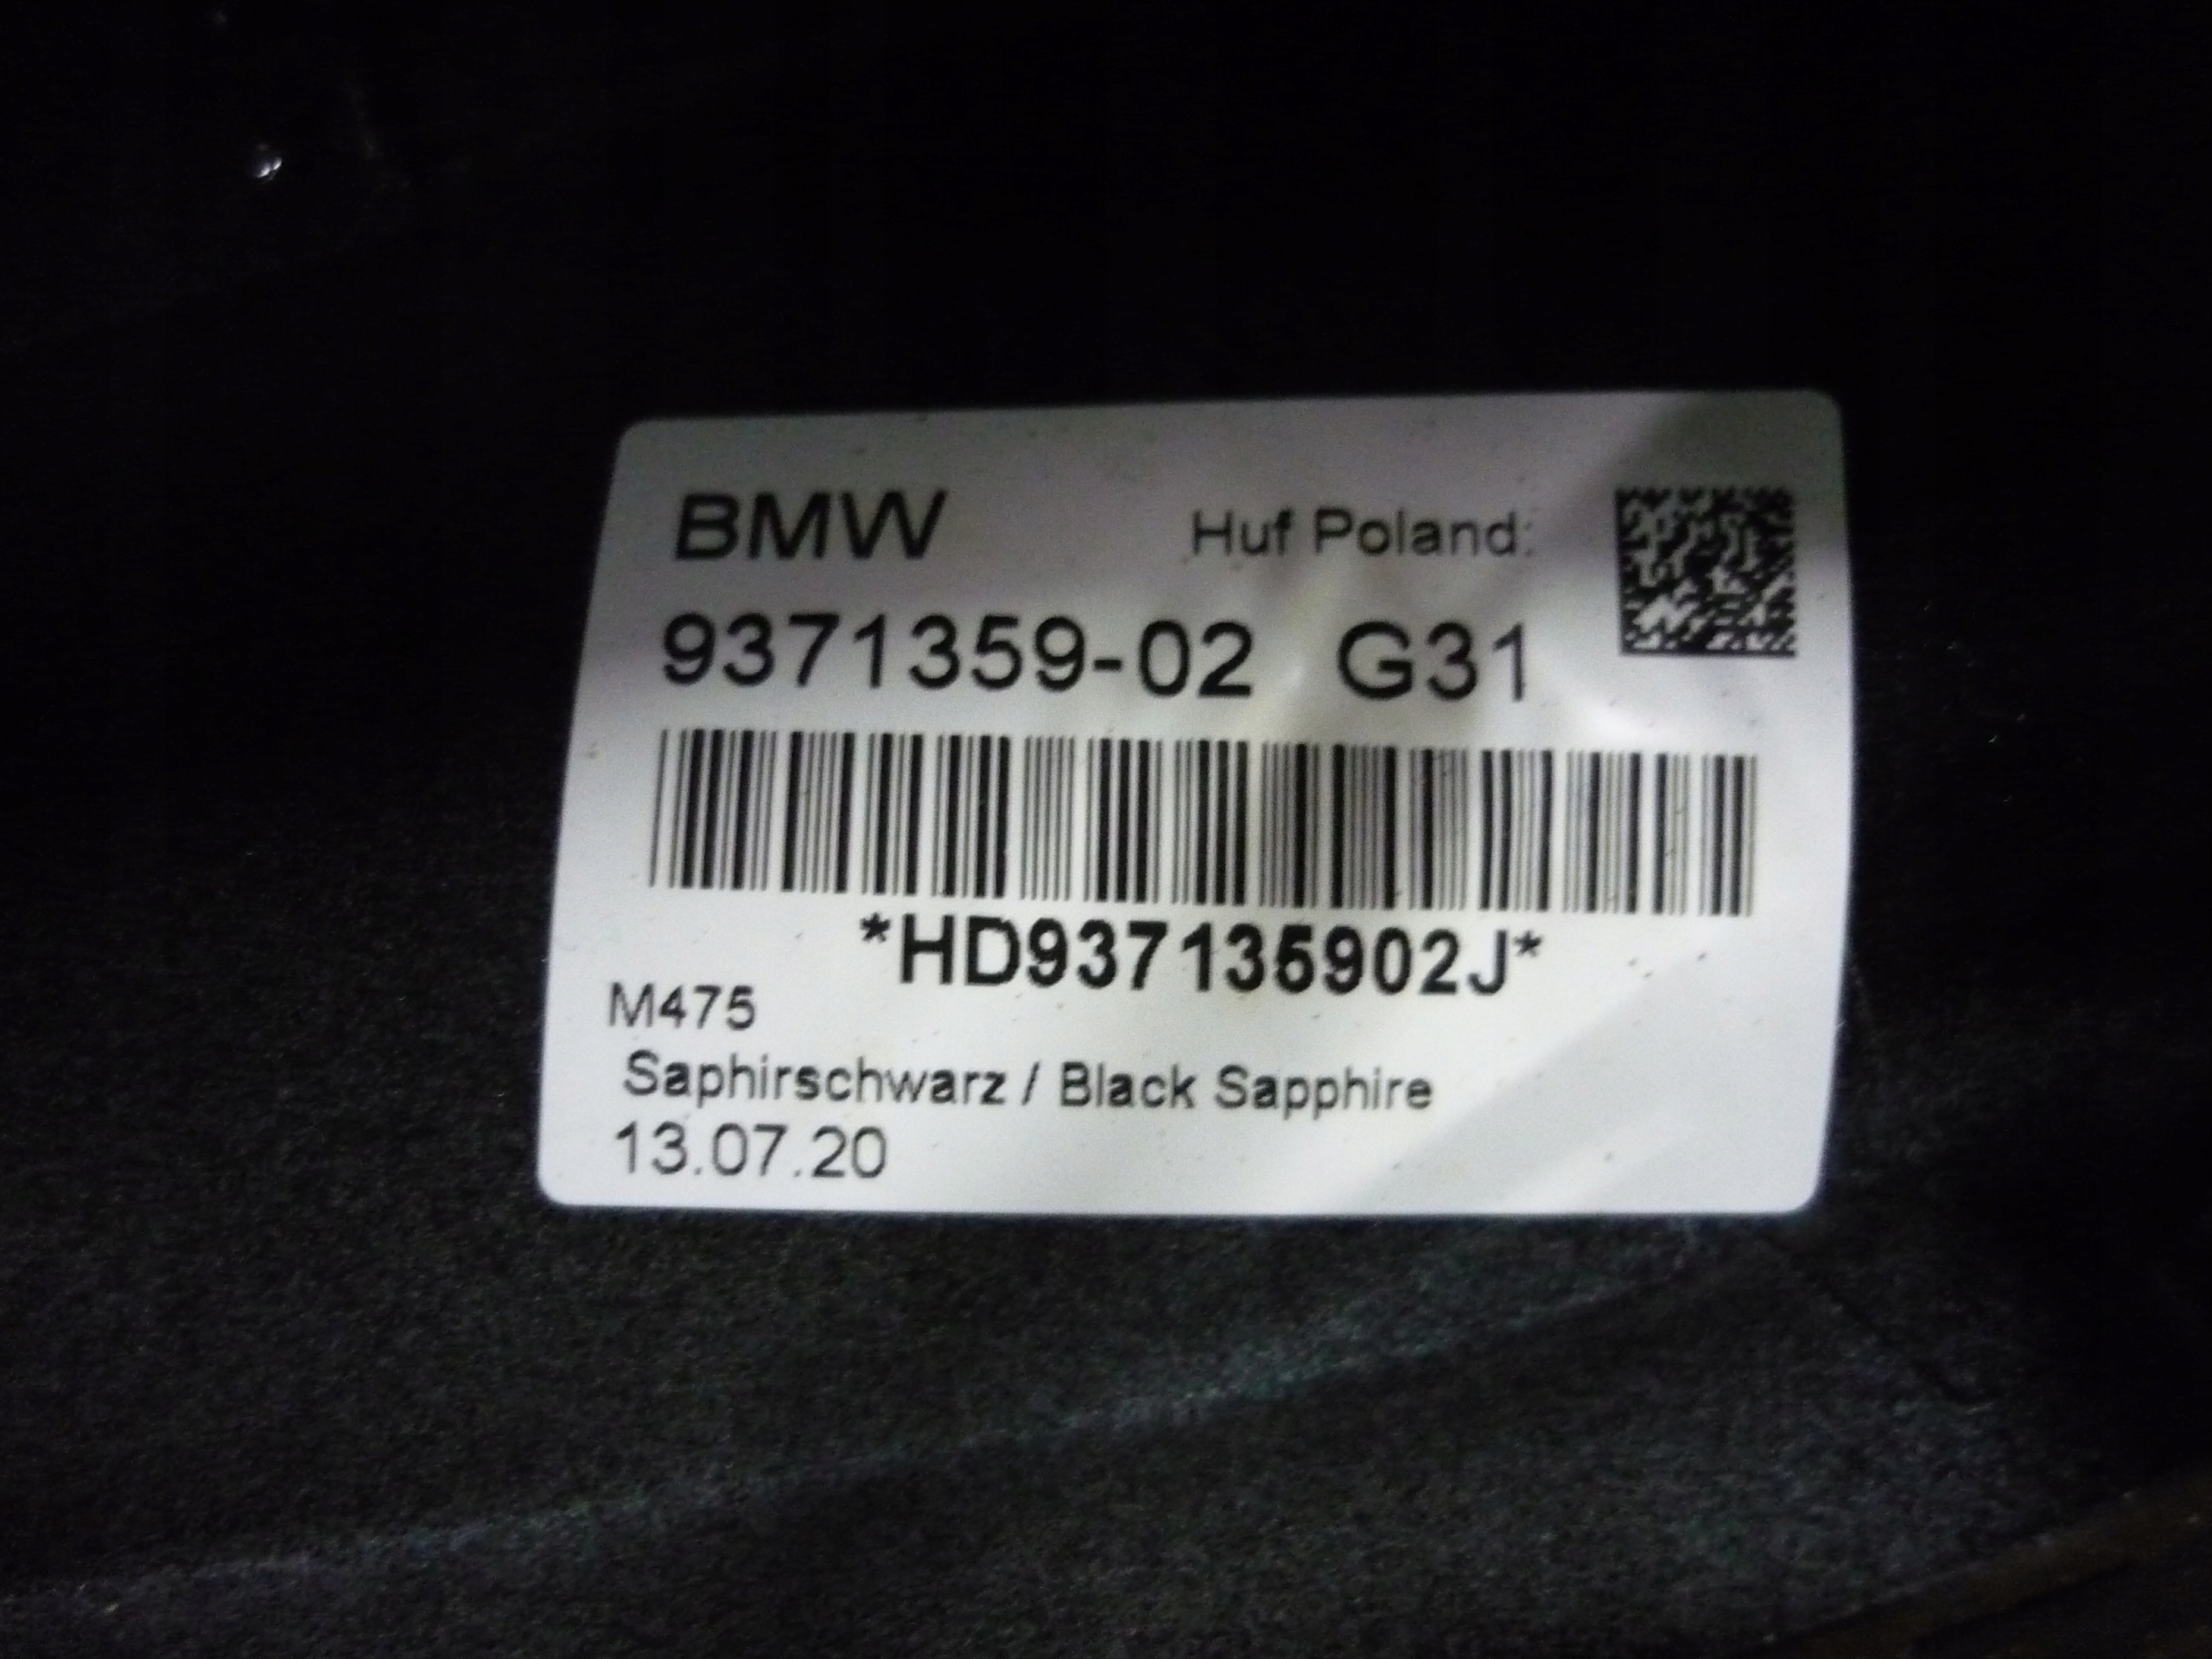 BMW Huf Poland:
9371359-02 G31
*HD937135902J*
M475
Saphirschwarz / Black Sapphire
13.07.20